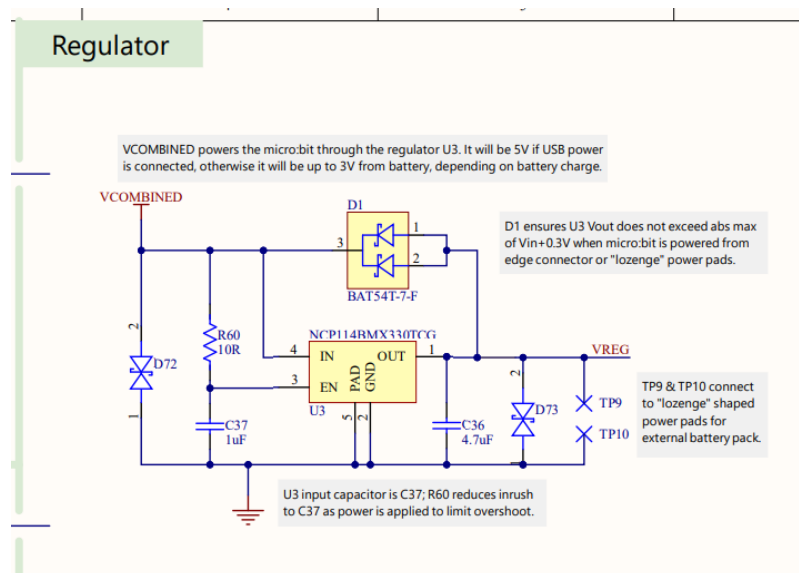 Regulator
VCOMBINED powers the micro:bit through the regulator U3. It will be 5V if USB power
is connected, otherwise it will be up to 3V from battery, depending on battery charge.
VCOMBINED
D1
3
1
2
BAT54T-7-F
D1 ensures U3 Vout does not exceed abs max
of Vin+0.3V when micro:bit is powered from
edge connector or "lozenge" power pads.
2
D72
1
R60
10R
NCP114BMX330TCG
4
IN
OUT
1
3
EN
PAD
GND
U3
5
2
VREG
C37
1uF
C36
4.7uF
2
D73
1
TP9
TP10
TP9 & TP10 connect
to "lozenge" shaped
power pads for
external battery pack.
U3 input capacitor is C37; R60 reduces inrush
to C37 as power is applied to limit overshoot.